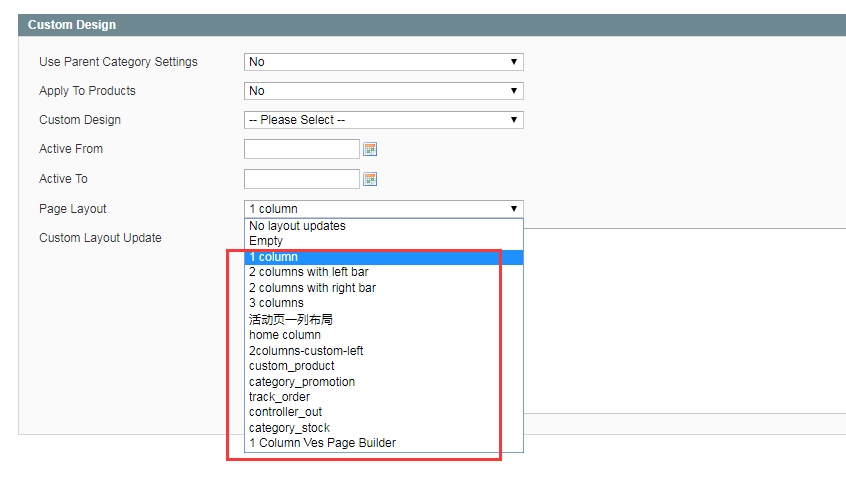 Custom Design
Use Parent Category Settings No
Apply To Products No
Custom Design -- Please Select --
Active From
Active To
Page Layout 1 column
Custom Layout Update
No layout updates
Empty
1 column
2 columns with left bar
2 columns with right bar
3 columns
活动页一列布局
home column
2columns-custom-left
custom_product
category_promotion
track_order
controller_out
category_stock
1 Column Ves Page Builder